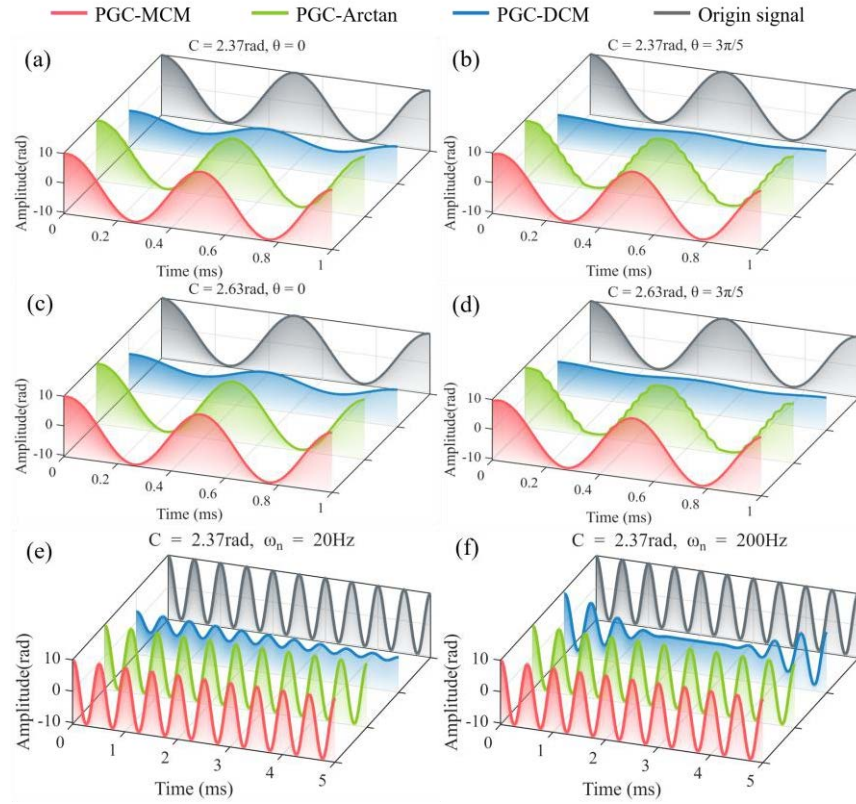 PGC-MCM PGC-Arctan PGC-DCM Origin signal
(a) C = 2.37rad, θ = 0
Amplitude(rad)
10
0
-10
0 0.2 0.4 0.6 0.8 1
Time (ms)
(b) C = 2.37rad, θ = 3π/5
Amplitude(rad)
10
0
-10
0 0.2 0.4 0.6 0.8 1
Time (ms)
(c) C = 2.63rad, θ = 0
Amplitude(rad)
10
0
-10
0 0.2 0.4 0.6 0.8 1
Time (ms)
(d) C = 2.63rad, θ = 3π/5
Amplitude(rad)
10
0
-10
0 0.2 0.4 0.6 0.8 1
Time (ms)
(e) C = 2.37rad, ωn = 20Hz
Amplitude(rad)
10
0
-10
0 1 2 3 4 5
Time (ms)
(f) C = 2.37rad, ωn = 200Hz
Amplitude(rad)
10
0
-10
0 1 2 3 4 5
Time (ms)